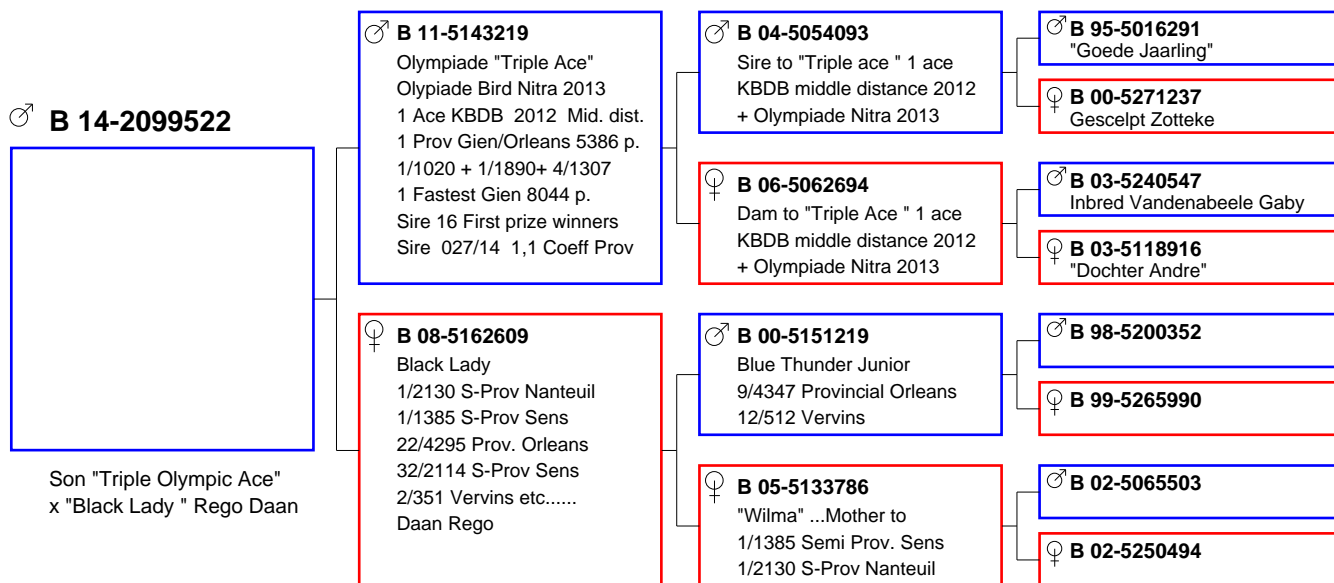 B 14-2099522
Son "Triple Olympic Ace"
x "Black Lady " Rego Daan
B 11-5143219
Olympiade "Triple Ace"
Olypiade Bird Nitra 2013
1 Ace KBDB 2012 Mid. dist.
1 Prov Gien/Orleans 5386 p.
1/1020 + 1/1890+ 4/1307
1 Fastest Gien 8044 p.
Sire 16 First prize winners
Sire 027/14 1,1 Coeff Prov
B 08-5162609
Black Lady
1/2130 S-Prov Nanteuil
1/1385 S-Prov Sens
22/4295 Prov. Orleans
32/2114 S-Prov Sens
2/351 Vervins etc......
Daan Rego
B 04-5054093
Sire to "Triple ace " 1 ace
KBDB middle distance 2012
+ Olympiade Nitra 2013
B 06-5062694
Dam to "Triple Ace " 1 ace
KBDB middle distance 2012
+ Olympiade Nitra 2013
B 00-5151219
Blue Thunder Junior
9/4347 Provincial Orleans
12/512 Vervins
B 05-5133786
"Wilma" ...Mother to
1/1385 Semi Prov. Sens
1/2130 S-Prov Nanteuil
B 95-5016291
"Goede Jaarling"
B 00-5271237
Gescelpt Zotteke
B 03-5240547
Inbred Vandenabeele Gaby
B 03-5118916
"Dochter Andre"
B 98-5200352
B 99-5265990
B 02-5065503
B 02-5250494